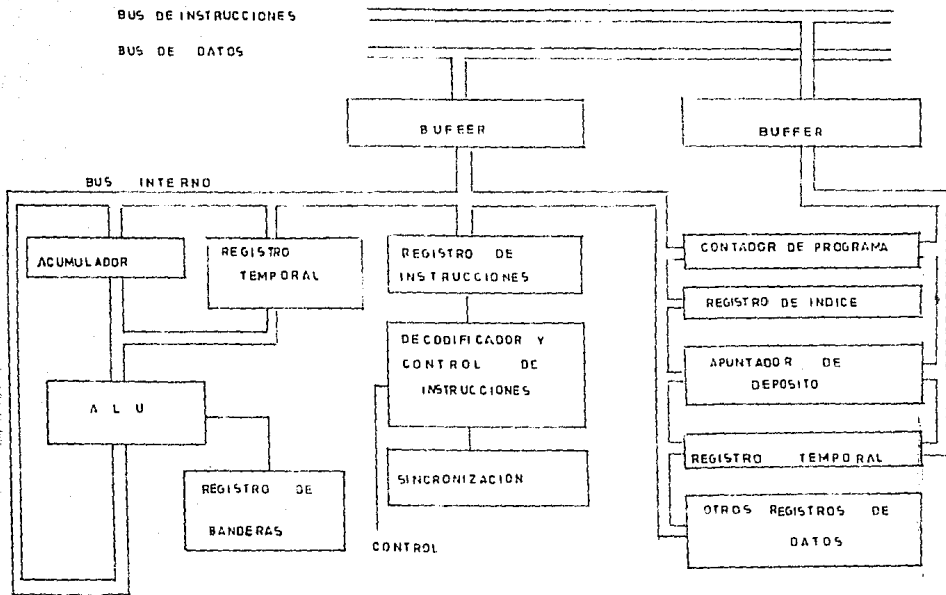 BUS DE INSTRUCCIONES
BUS DE DATOS
BUFEER
BUFFER
BUS INTERNO
ACUMULADOR
REGISTRO
TEMPORAL
REGISTRO DE
INSTRUCCIONES
CONTADOR DE PROGRAMA
REGISTRO DE INDICE
DECODIFICADOR Y
CONTROL DE
INSTRUCCIONES
APUNTADOR DE
DEPOSITO
A L U
REGISTRO TEMPORAL
SINCRONIZACIÓN
REGISTRO DE
BANDERAS
OTROS REGISTROS DE
DATOS
CONTROL